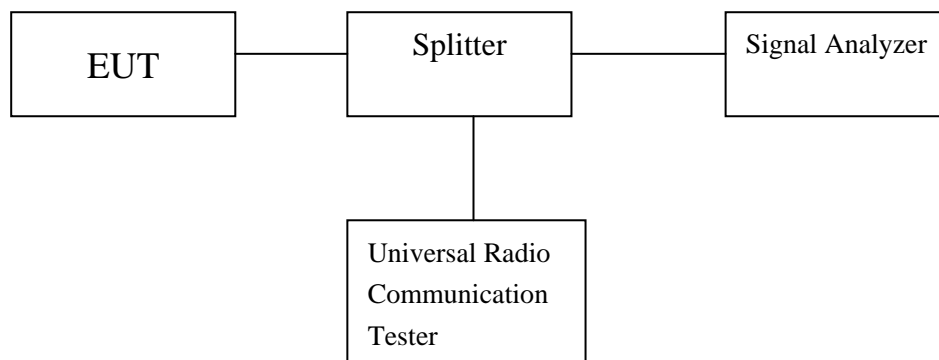 EUT
Splitter
Signal Analyzer
Universal Radio
Communication
Tester